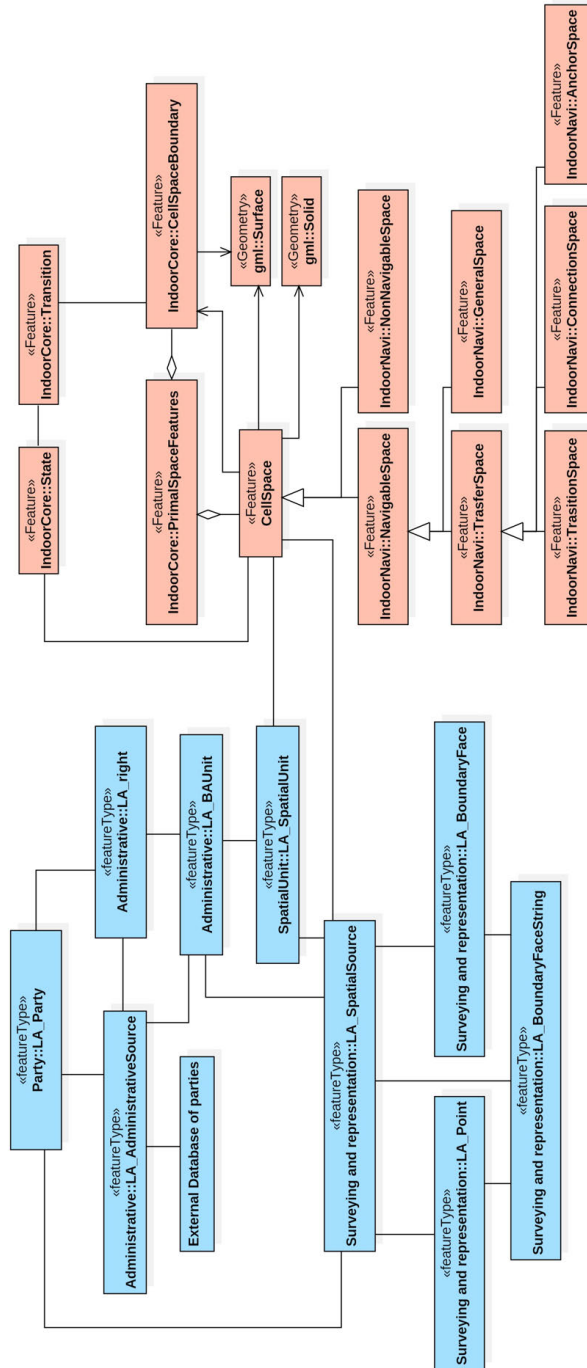 «featureType»
Party::LA_Party
«featureType»
Administrative::LA_AdministrativeSource
«featureType»
Administrative::LA_right
External Database of parties
«featureType»
Administrative::LA_BAUnit
«featureType»
SpatialUnit::LA_SpatialUnit
«featureType»
Surveying and representation::LA_SpatialSource
«featureType»
Surveying and representation::LA_Point
«featureType»
Surveying and representation::LA_BoundaryFace
«featureType»
Surveying and representation::LA_BoundaryFaceString
«Feature»
IndoorCore::State
«Feature»
IndoorCore::Transition
«Feature»
IndoorCore::PrimalSpaceFeatures
«Feature»
IndoorCore::CellSpaceBoundary
«Feature»
CellSpace
«Geometry»
gml::Surface
«Geometry»
gml::Solid
«Feature»
IndoorNavi::NavigableSpace
«Feature»
IndoorNavi::NonNavigableSpace
«Feature»
IndoorNavi::TrasferSpace
«Feature»
IndoorNavi::GeneralSpace
«Feature»
IndoorNavi::TrasitionSpace
«Feature»
IndoorNavi::ConnectionSpace
«Feature»
IndoorNavi::AnchorSpace